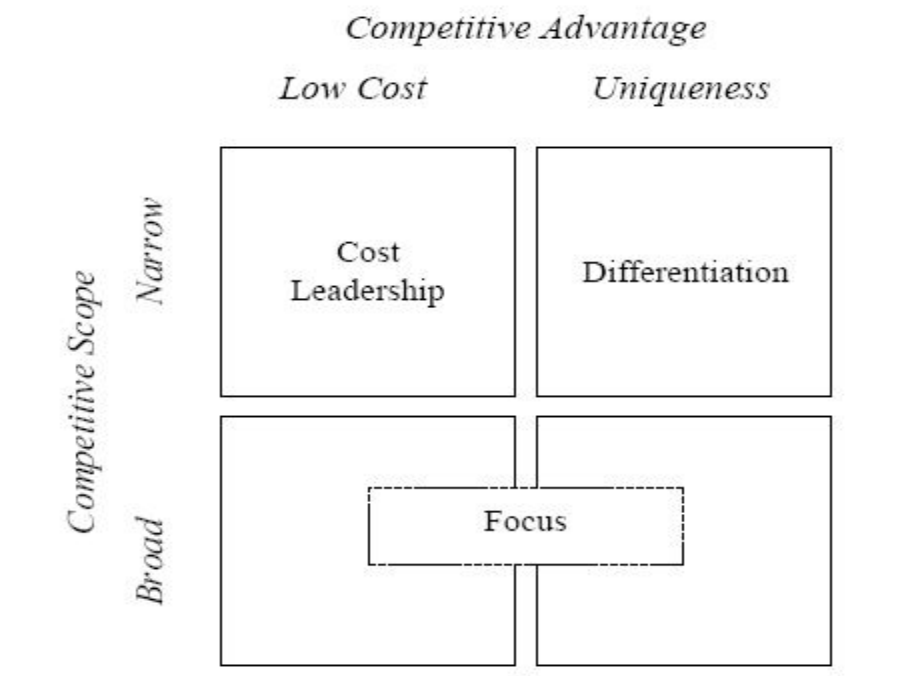 Competitive Advantage
Low Cost
Uniqueness
Competitive Scope
Narrow
Cost
Leadership
Differentiation
Broad
Focus